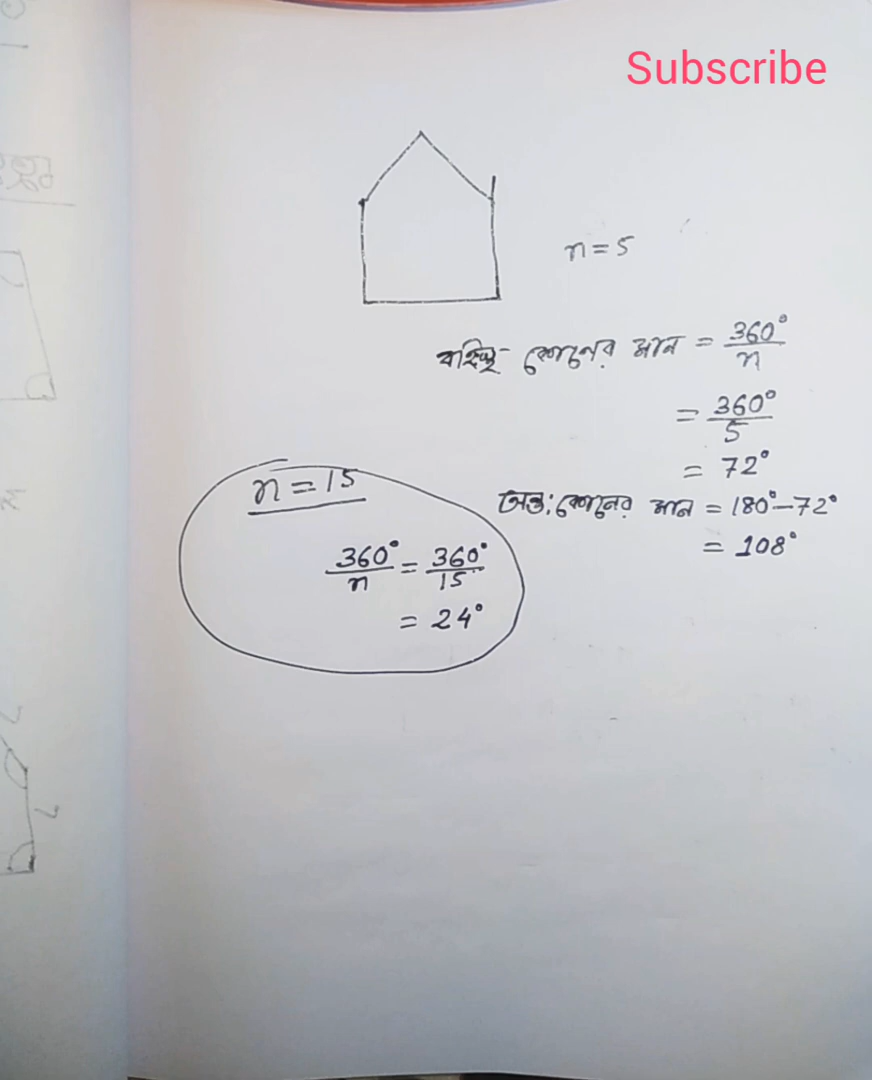 Subscribe
n = 5
বহিস্থ কোনের মান = 360°/n
= 360°/5
= 72°
অন্ত: কোনের মান = 180° - 72°
= 108°
n = 15
360°/n = 360°/15
= 24°